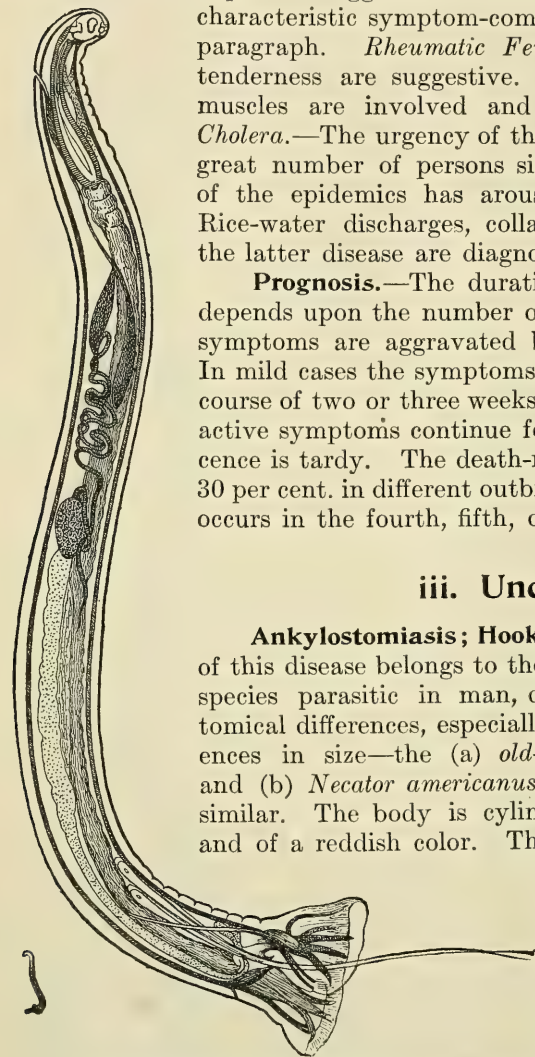 characteristic symptom-com
paragraph. Rheumatic Fe
tenderness are suggestive.
muscles are involved and
Cholera.—The urgency of th
great number of persons si
of the epidemics has arou
Rice-water discharges, colla
the latter disease are diagno
Prognosis.—The durati
depends upon the number o
symptoms are aggravated b
In mild cases the symptoms
course of two or three weeks
active symptoms continue f
cence is tardy. The death-r
30 per cent. in different outb
occurs in the fourth, fifth, o
iii. Unc
Ankylostomiasis; Hook
of this disease belongs to the
species parasitic in man, o
tomical differences, especiall
ences in size—the (a) old-
and (b) Necator americanus
similar. The body is cylin
and of a reddish color. Th